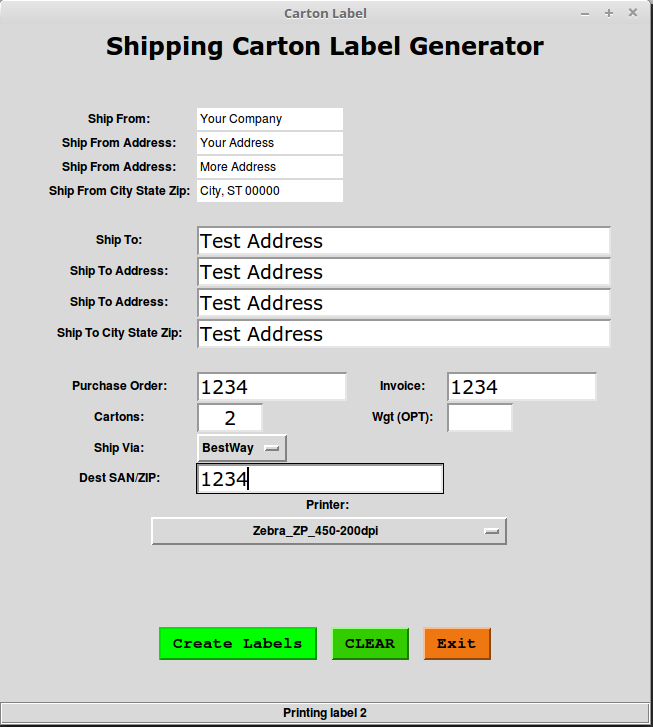 Carton Label
Shipping Carton Label Generator
Ship From: Your Company
Ship From Address: Your Address
Ship From Address: More Address
Ship From City State Zip: City, ST 00000
Ship To: Test Address
Ship To Address: Test Address
Ship To Address: Test Address
Ship To City State Zip: Test Address
Purchase Order: 1234 Invoice: 1234
Cartons: 2 Wgt (OPT):
Ship Via: BestWay
Dest SAN/ZIP: 1234
Printer:
Zebra_ZP_450-200dpi
Create Labels CLEAR Exit
Printing label 2